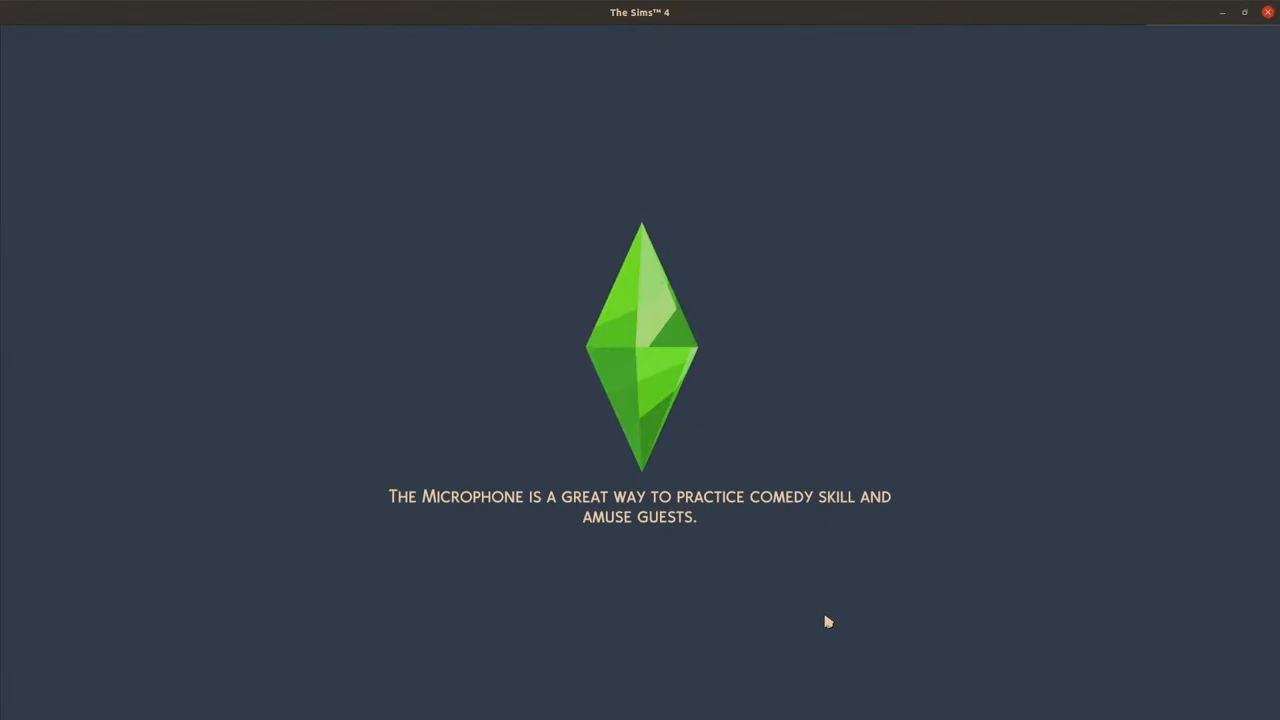 The Sims™ 4
The Microphone is a great way to practice comedy skill and
amuse guests.